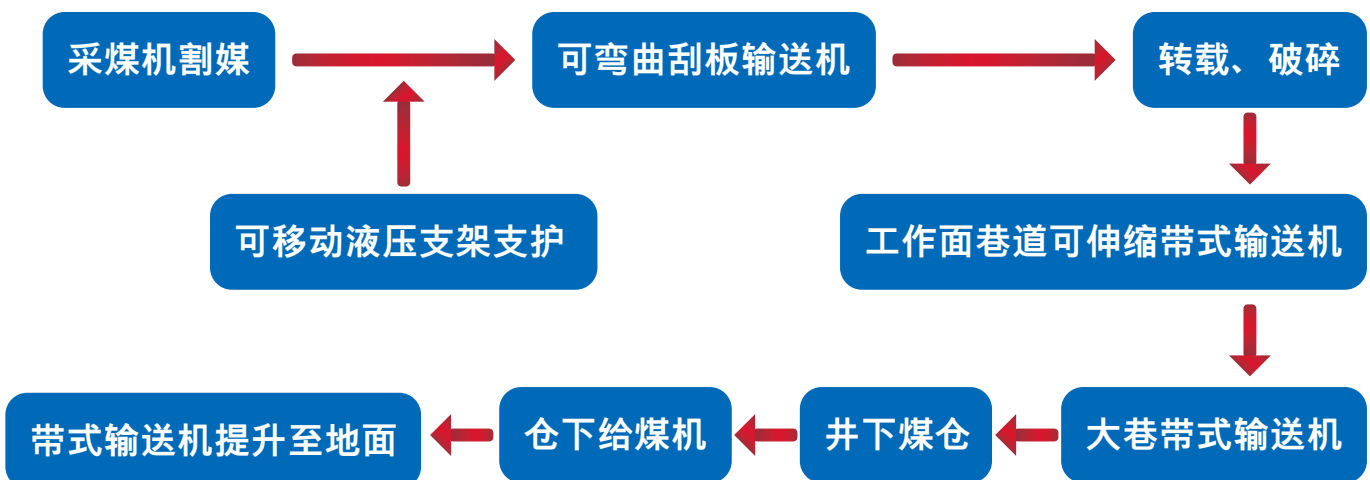 采煤机割媒
可弯曲刮板输送机
转载、破碎
可移动液压支架支护
工作面巷道可伸缩带式输送机
大巷带式输送机
井下煤仓
仓下给煤机
带式输送机提升至地面